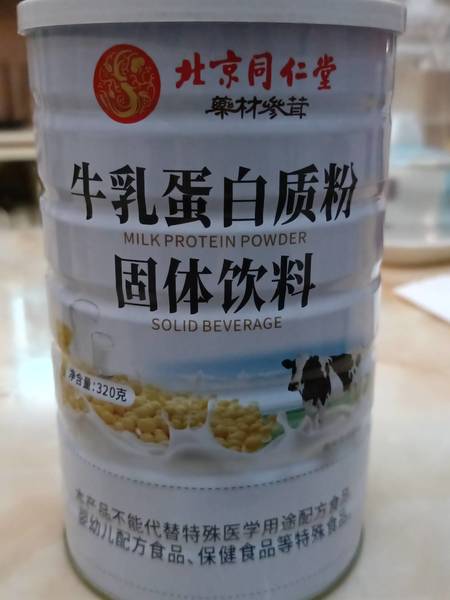 北京同仁堂
藥材參茸
牛乳蛋白质粉
MILK PROTEIN POWDER
固体饮料
SOLID BEVERAGE
净含量:320克
本产品不能代替特殊医学用途配方食品、
婴幼儿配方食品、保健食品等特殊食品。